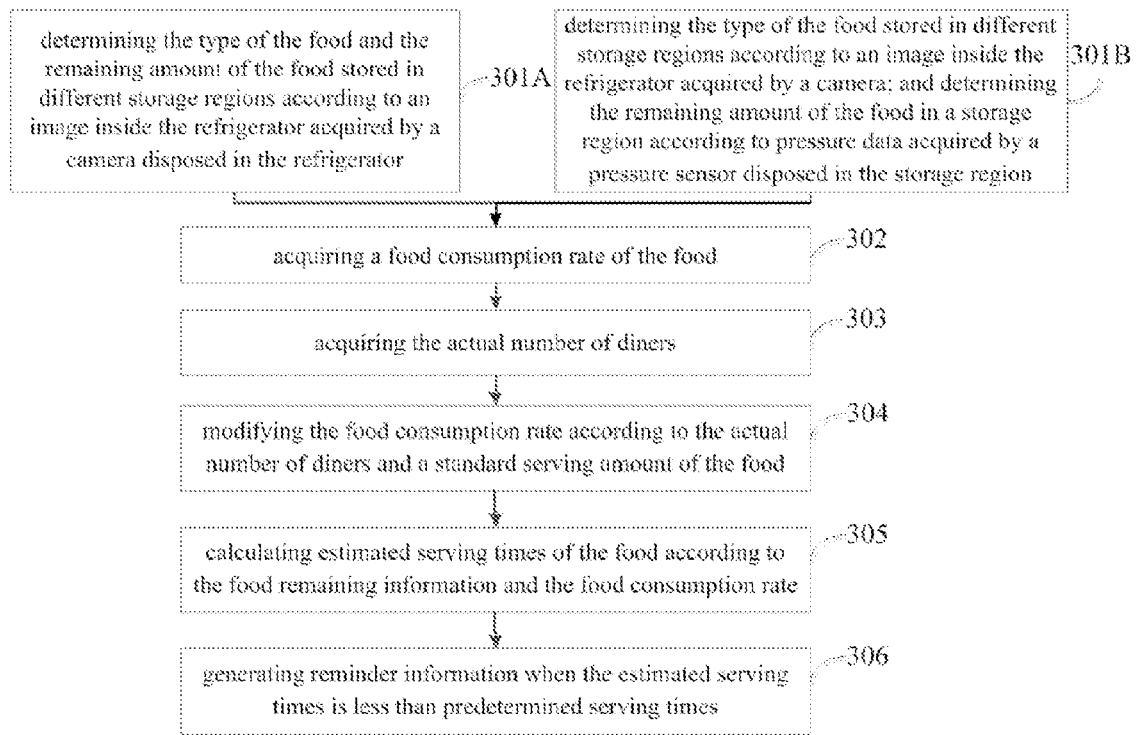 determining the type of the food and the
remaining amount of the food stored in
different storage regions according to an
image inside the refrigerator acquired by a
camera disposed in the refrigerator
301A
determining the type of the food stored in different
storage regions according to an image inside the
refrigerator acquired by a camera; and determining
the remaining amount of the food in a storage
region according to pressure data acquired by a
pressure sensor disposed in the storage region
301B
acquiring a food consumption rate of the food
302
acquiring the actual number of diners
303
modifying the food consumption rate according to the actual
number of diners and a standard serving amount of the food
304
calculating estimated serving times of the food according to
the food remaining information and the food consumption rate
305
generating reminder information when the estimated serving
times is less than predetermined serving times
306